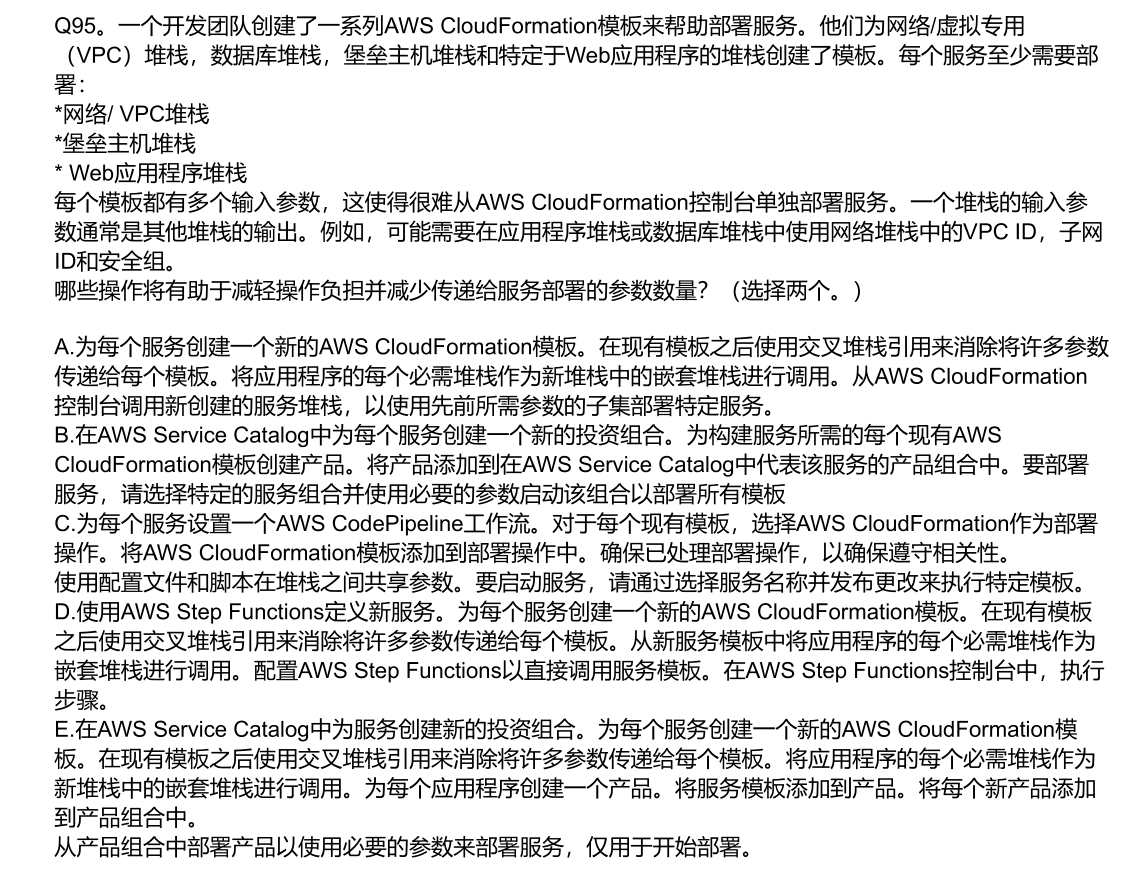 Q95。一个开发团队创建了一系列AWS CloudFormation模板来帮助部署服务。他们为网络/虚拟专用
（VPC）堆栈，数据库堆栈，堡垒主机堆栈和特定于Web应用程序的堆栈创建了模板。每个服务至少需要部
署：
*网络/ VPC堆栈
*堡垒主机堆栈
* Web应用程序堆栈
每个模板都有多个输入参数，这使得很难从AWS CloudFormation控制台单独部署服务。一个堆栈的输入参
数通常是其他堆栈的输出。例如，可能需要在应用程序堆栈或数据库堆栈中使用网络堆栈中的VPC ID，子网
ID和安全组。
哪些操作将有助于减轻操作负担并减少传递给服务部署的参数数量？（选择两个。）
A.为每个服务创建一个新的AWS CloudFormation模板。在现有模板之后使用交叉堆栈引用来消除将许多参数
传递给每个模板。将应用程序的每个必需堆栈作为新堆栈中的嵌套堆栈进行调用。从AWS CloudFormation
控制台调用新创建的服务堆栈，以使用先前所需参数的子集部署特定服务。
B.在AWS Service Catalog中为每个服务创建一个新的投资组合。为构建服务所需的每个现有AWS
CloudFormation模板创建产品。将产品添加到在AWS Service Catalog中代表该服务的产品组合中。要部署
服务，请选择特定的服务组合并使用必要的参数启动该组合以部署所有模板
C.为每个服务设置一个AWS CodePipeline工作流。对于每个现有模板，选择AWS CloudFormation作为部署
操作。将AWS CloudFormation模板添加到部署操作中。确保已处理部署操作，以确保遵守相关性。
使用配置文件和脚本在堆栈之间共享参数。要启动服务，请通过选择服务名称并发布更改来执行特定模板。
D.使用AWS Step Functions定义新服务。为每个服务创建一个新的AWS CloudFormation模板。在现有模板
之后使用交叉堆栈引用来消除将许多参数传递给每个模板。从新服务模板中将应用程序的每个必需堆栈作为
嵌套堆栈进行调用。配置AWS Step Functions以直接调用服务模板。在AWS Step Functions控制台中，执行
步骤。
E.在AWS Service Catalog中为服务创建新的投资组合。为每个服务创建一个新的AWS CloudFormation模
板。在现有模板之后使用交叉堆栈引用来消除将许多参数传递给每个模板。将应用程序的每个必需堆栈作为
新堆栈中的嵌套堆栈进行调用。为每个应用程序创建一个产品。将服务模板添加到产品。将每个新产品添加
到产品组合中。
从产品组合中部署产品以使用必要的参数来部署服务，仅用于开始部署。